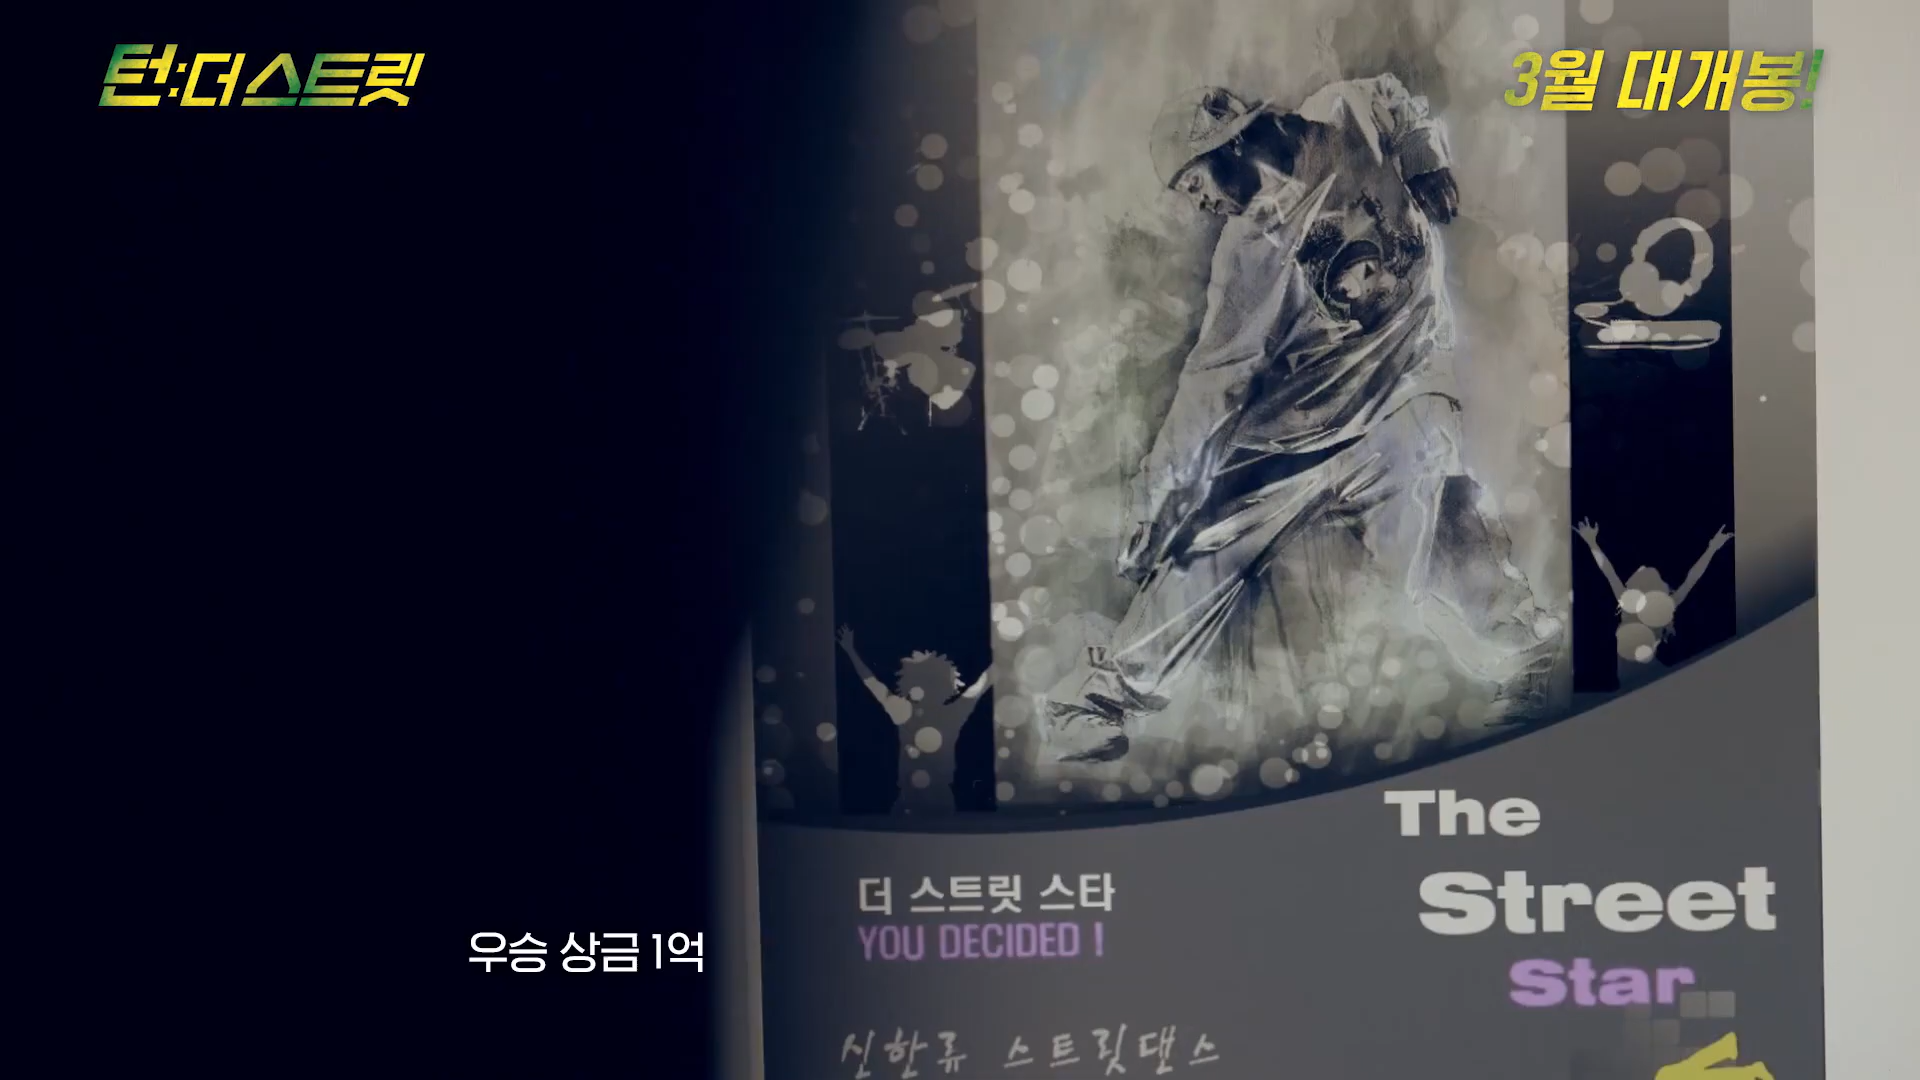 턴:더 스트릿
3월 대개봉!
The
Street
Star
더 스트릿 스타
YOU DECIDED !
우승 상금 1억
신한류 스트릿댄스